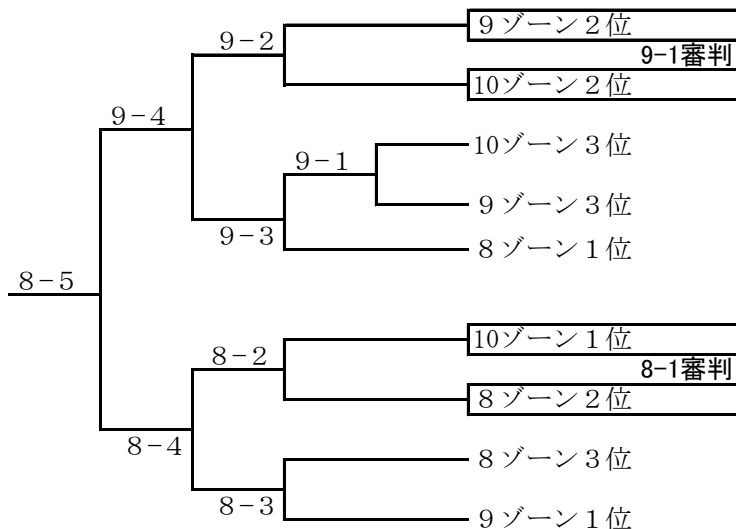 9ゾーン2位
9-2
9-1審判
10ゾーン2位
9-4
10ゾーン3位
9-1
9ゾーン3位
9-3
8ゾーン1位
8-5
10ゾーン1位
8-2
8-1審判
8ゾーン2位
8-4
8ゾーン3位
8-3
9ゾーン1位